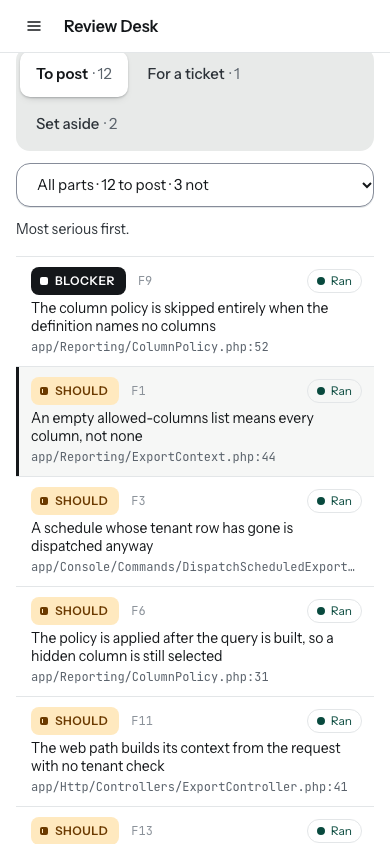 Review Desk
To post · 12
For a ticket · 1
Set aside · 2
All parts · 12 to post · 3 not
Most serious first.
BLOCKER F9 Ran
The column policy is skipped entirely when the
definition names no columns
app/Reporting/ColumnPolicy.php:52
SHOULD F1 Ran
An empty allowed-columns list means every
column, not none
app/Reporting/ExportContext.php:44
SHOULD F3 Ran
A schedule whose tenant row has gone is
dispatched anyway
app/Console/Commands/DispatchScheduledExport…
SHOULD F6 Ran
The policy is applied after the query is built, so a
hidden column is still selected
app/Reporting/ColumnPolicy.php:31
SHOULD F11 Ran
The web path builds its context from the request
with no tenant check
app/Http/Controllers/ExportController.php:41
SHOULD F13 Ran